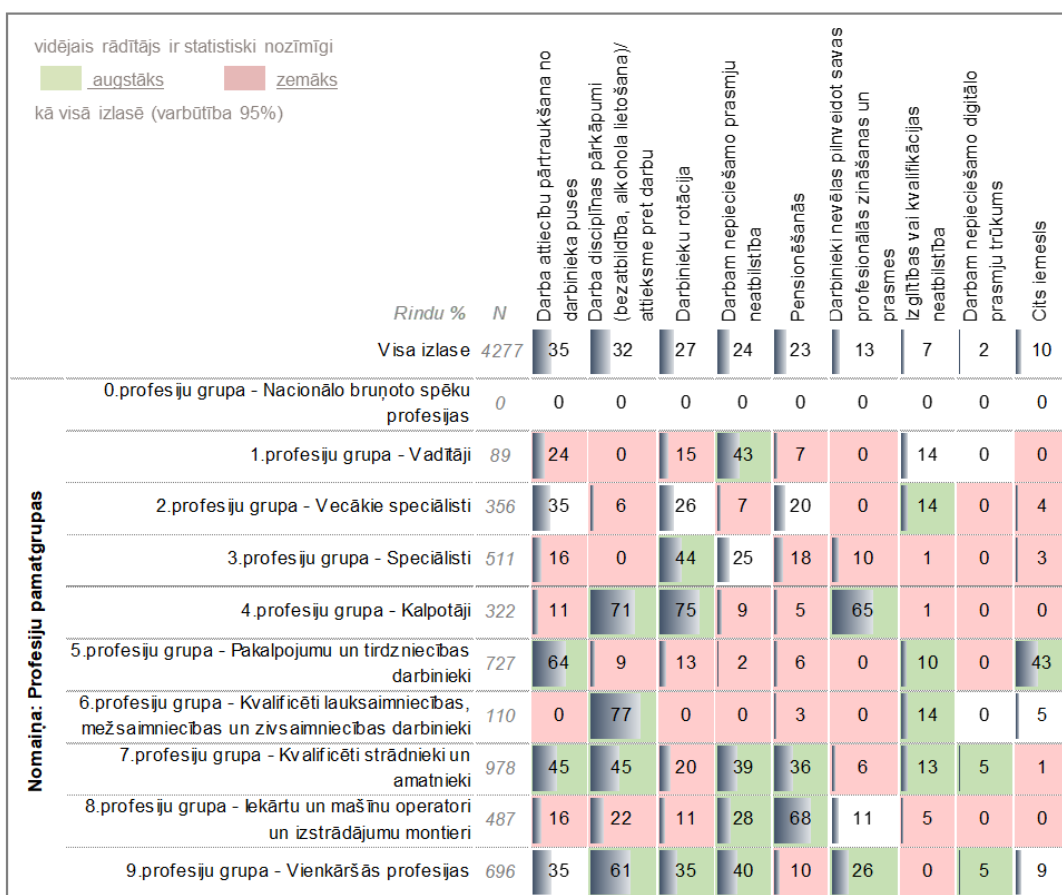 vidējais rādītājs ir statistiski nozīmīgi
augstāks zemāks
kā visā izlasē (varbūtība 95%)
Rindu % N
Darba attiecību pārtraukšana no
darbinieka puses
Darba disciplīnas pārkāpumi
(bezatbildība, alkohola lietošana)/
attieksme pret darbu
Darbinieku rotācija
Darbam nepieciešamo prasmju
neatbilstība
Pensionēšanās
Darbinieki nevēlas pilnveidot savas
profesionālās zināšanas un
prasmes
Izglītības vai kvalifikācijas
neatbilstība
Darbam nepieciešamo digitālo
prasmju trūkums
Cits iemesls
Visa izlase 4277 35 32 27 24 23 13 7 2 10
Nomaiņa: Profesiju pamatgrupas
0.profesiju grupa - Nacionālo bruņoto spēku
profesijas 0 0 0 0 0 0 0 0 0 0
1.profesiju grupa - Vadītāji 89 24 0 15 43 7 0 14 0 0
2.profesiju grupa - Vecākie speciālisti 356 35 6 26 7 20 0 14 0 4
3.profesiju grupa - Speciālisti 511 16 0 44 25 18 10 1 0 3
4.profesiju grupa - Kalpotāji 322 11 71 75 9 5 65 1 0 0
5.profesiju grupa - Pakalpojumu un tirdzniecības
darbinieki 727 64 9 13 2 6 0 10 0 43
6.profesiju grupa - Kvalificēti lauksaimniecības,
mežsaimniecības un zivsaimniecības darbinieki 110 0 77 0 0 3 0 14 0 5
7.profesiju grupa - Kvalificēti strādnieki un
amatnieki 978 45 45 20 39 36 6 13 5 1
8.profesiju grupa - Iekārtu un mašīnu operatori
un izstrādājumu montieri 487 16 22 11 28 68 11 5 0 0
9.profesiju grupa - Vienkāršās profesijas 696 35 61 35 40 10 26 0 5 9